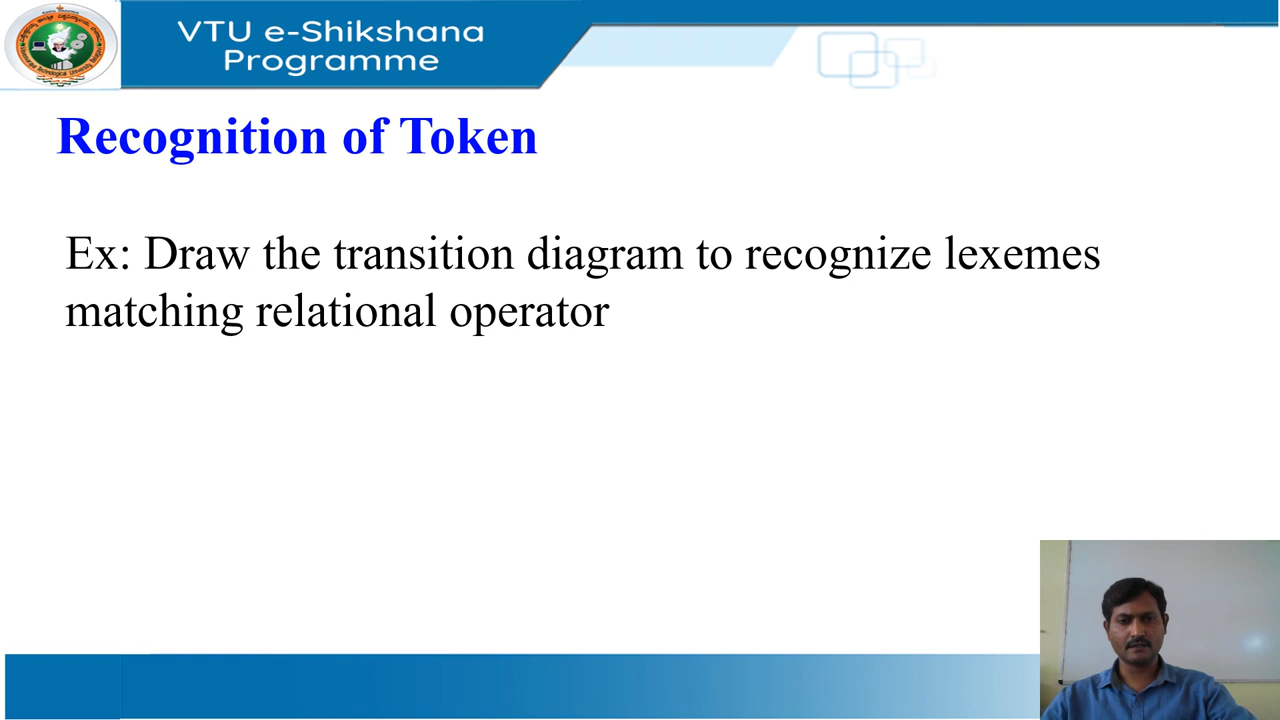 VTU e-Shikshana
Programme
Recognition of Token
Ex: Draw the transition diagram to recognize lexemes
matching relational operator